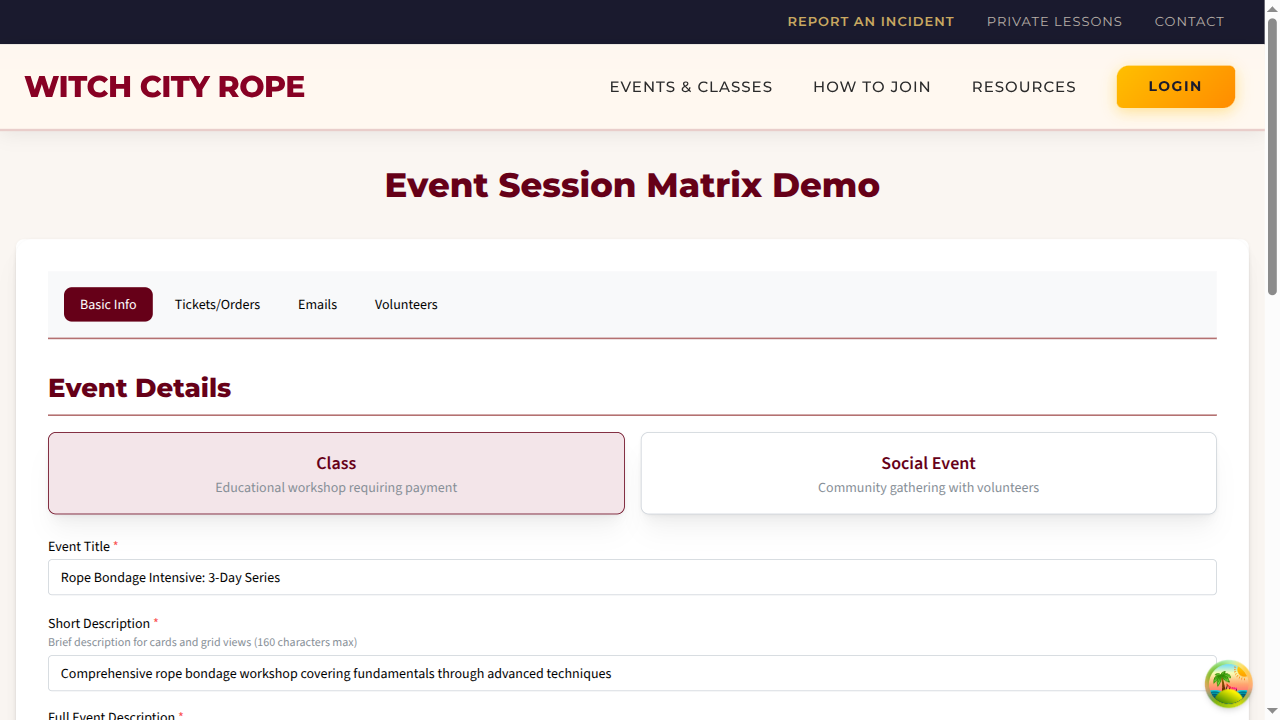 REPORT AN INCIDENT PRIVATE LESSONS CONTACT
WITCH CITY ROPE EVENTS & CLASSES HOW TO JOIN RESOURCES LOGIN
Event Session Matrix Demo
Basic Info Tickets/Orders Emails Volunteers
Event Details
Class Social Event
Educational workshop requiring payment Community gathering with volunteers
Event Title *
Rope Bondage Intensive: 3-Day Series
Short Description *
Brief description for cards and grid views (160 characters max)
Comprehensive rope bondage workshop covering fundamentals through advanced techniques
Full Event Description *